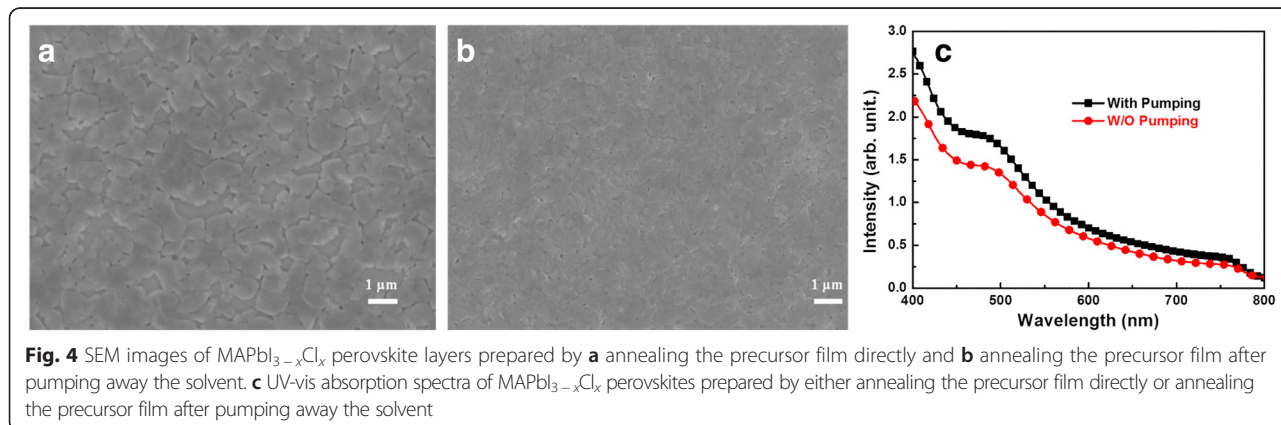 a
1 µm
b
1 µm
c
3.0
2.5
2.0
1.5
1.0
0.5
0.0
Intensity (arb. unit.)
With Pumping
W/O Pumping
400 500 600 700 800
Wavelength (nm)
Fig. 4 SEM images of MAPbI3 − xClx perovskite layers prepared by a annealing the precursor film directly and b annealing the precursor film after
pumping away the solvent. c UV-vis absorption spectra of MAPbI3 − xClx perovskites prepared by either annealing the precursor film directly or annealing
the precursor film after pumping away the solvent